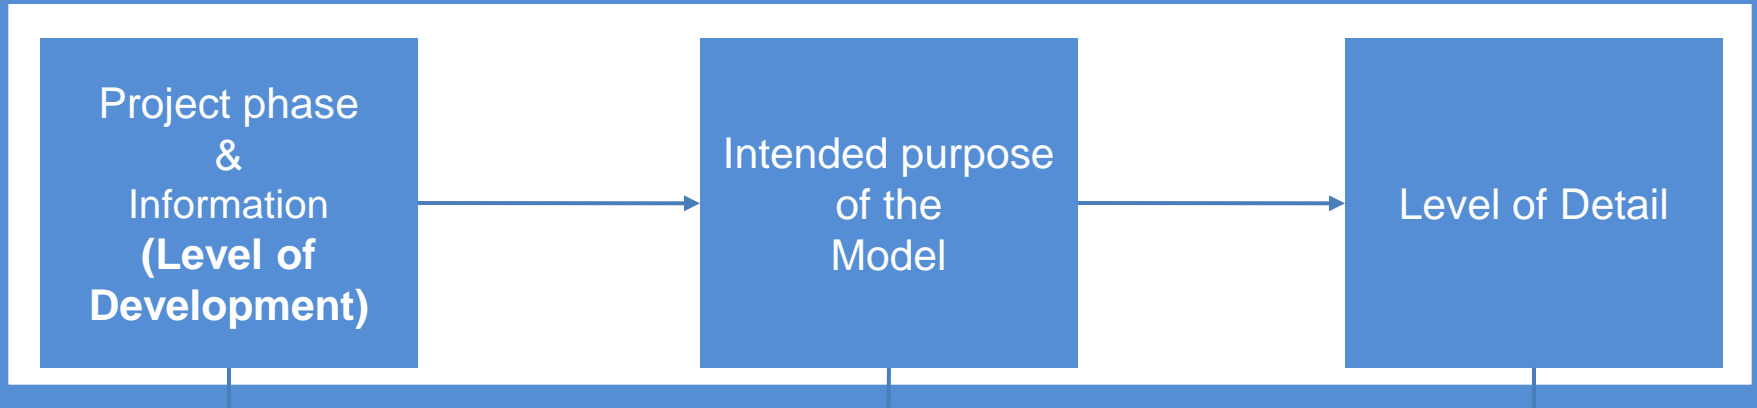 Project phase
&
Information
(Level of
Development)
Intended purpose
of the
Model
Level of Detail